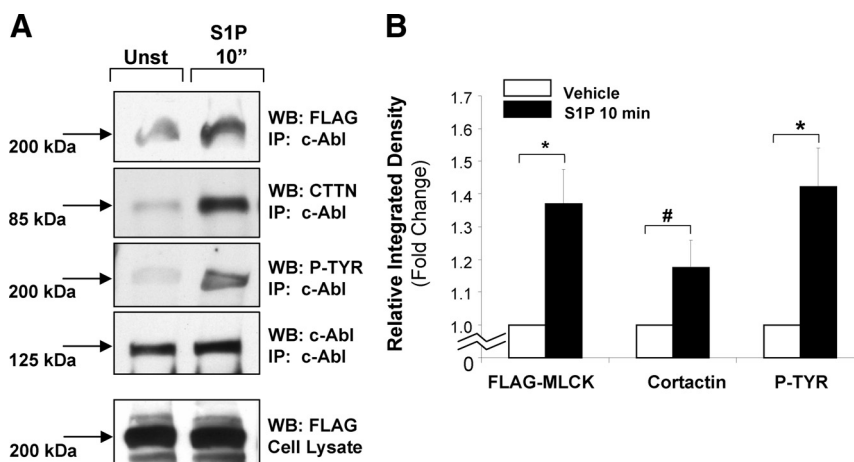 A
Unst
S1P
10”
200 kDa
WB: FLAG
IP: c-Abl
85 kDa
WB: CTTN
IP: c-Abl
200 kDa
WB: P-TYR
IP: c-Abl
125 kDa
WB: c-Abl
IP: c-Abl
200 kDa
WB: FLAG
Cell Lysate
B
Vehicle
S1P 10 min
Relative Integrated Density
(Fold Change)
1.7
1.6
1.5
1.4
1.3
1.2
1.1
1.0
0
*
#
*
FLAG-MLCK
Cortactin
P-TYR